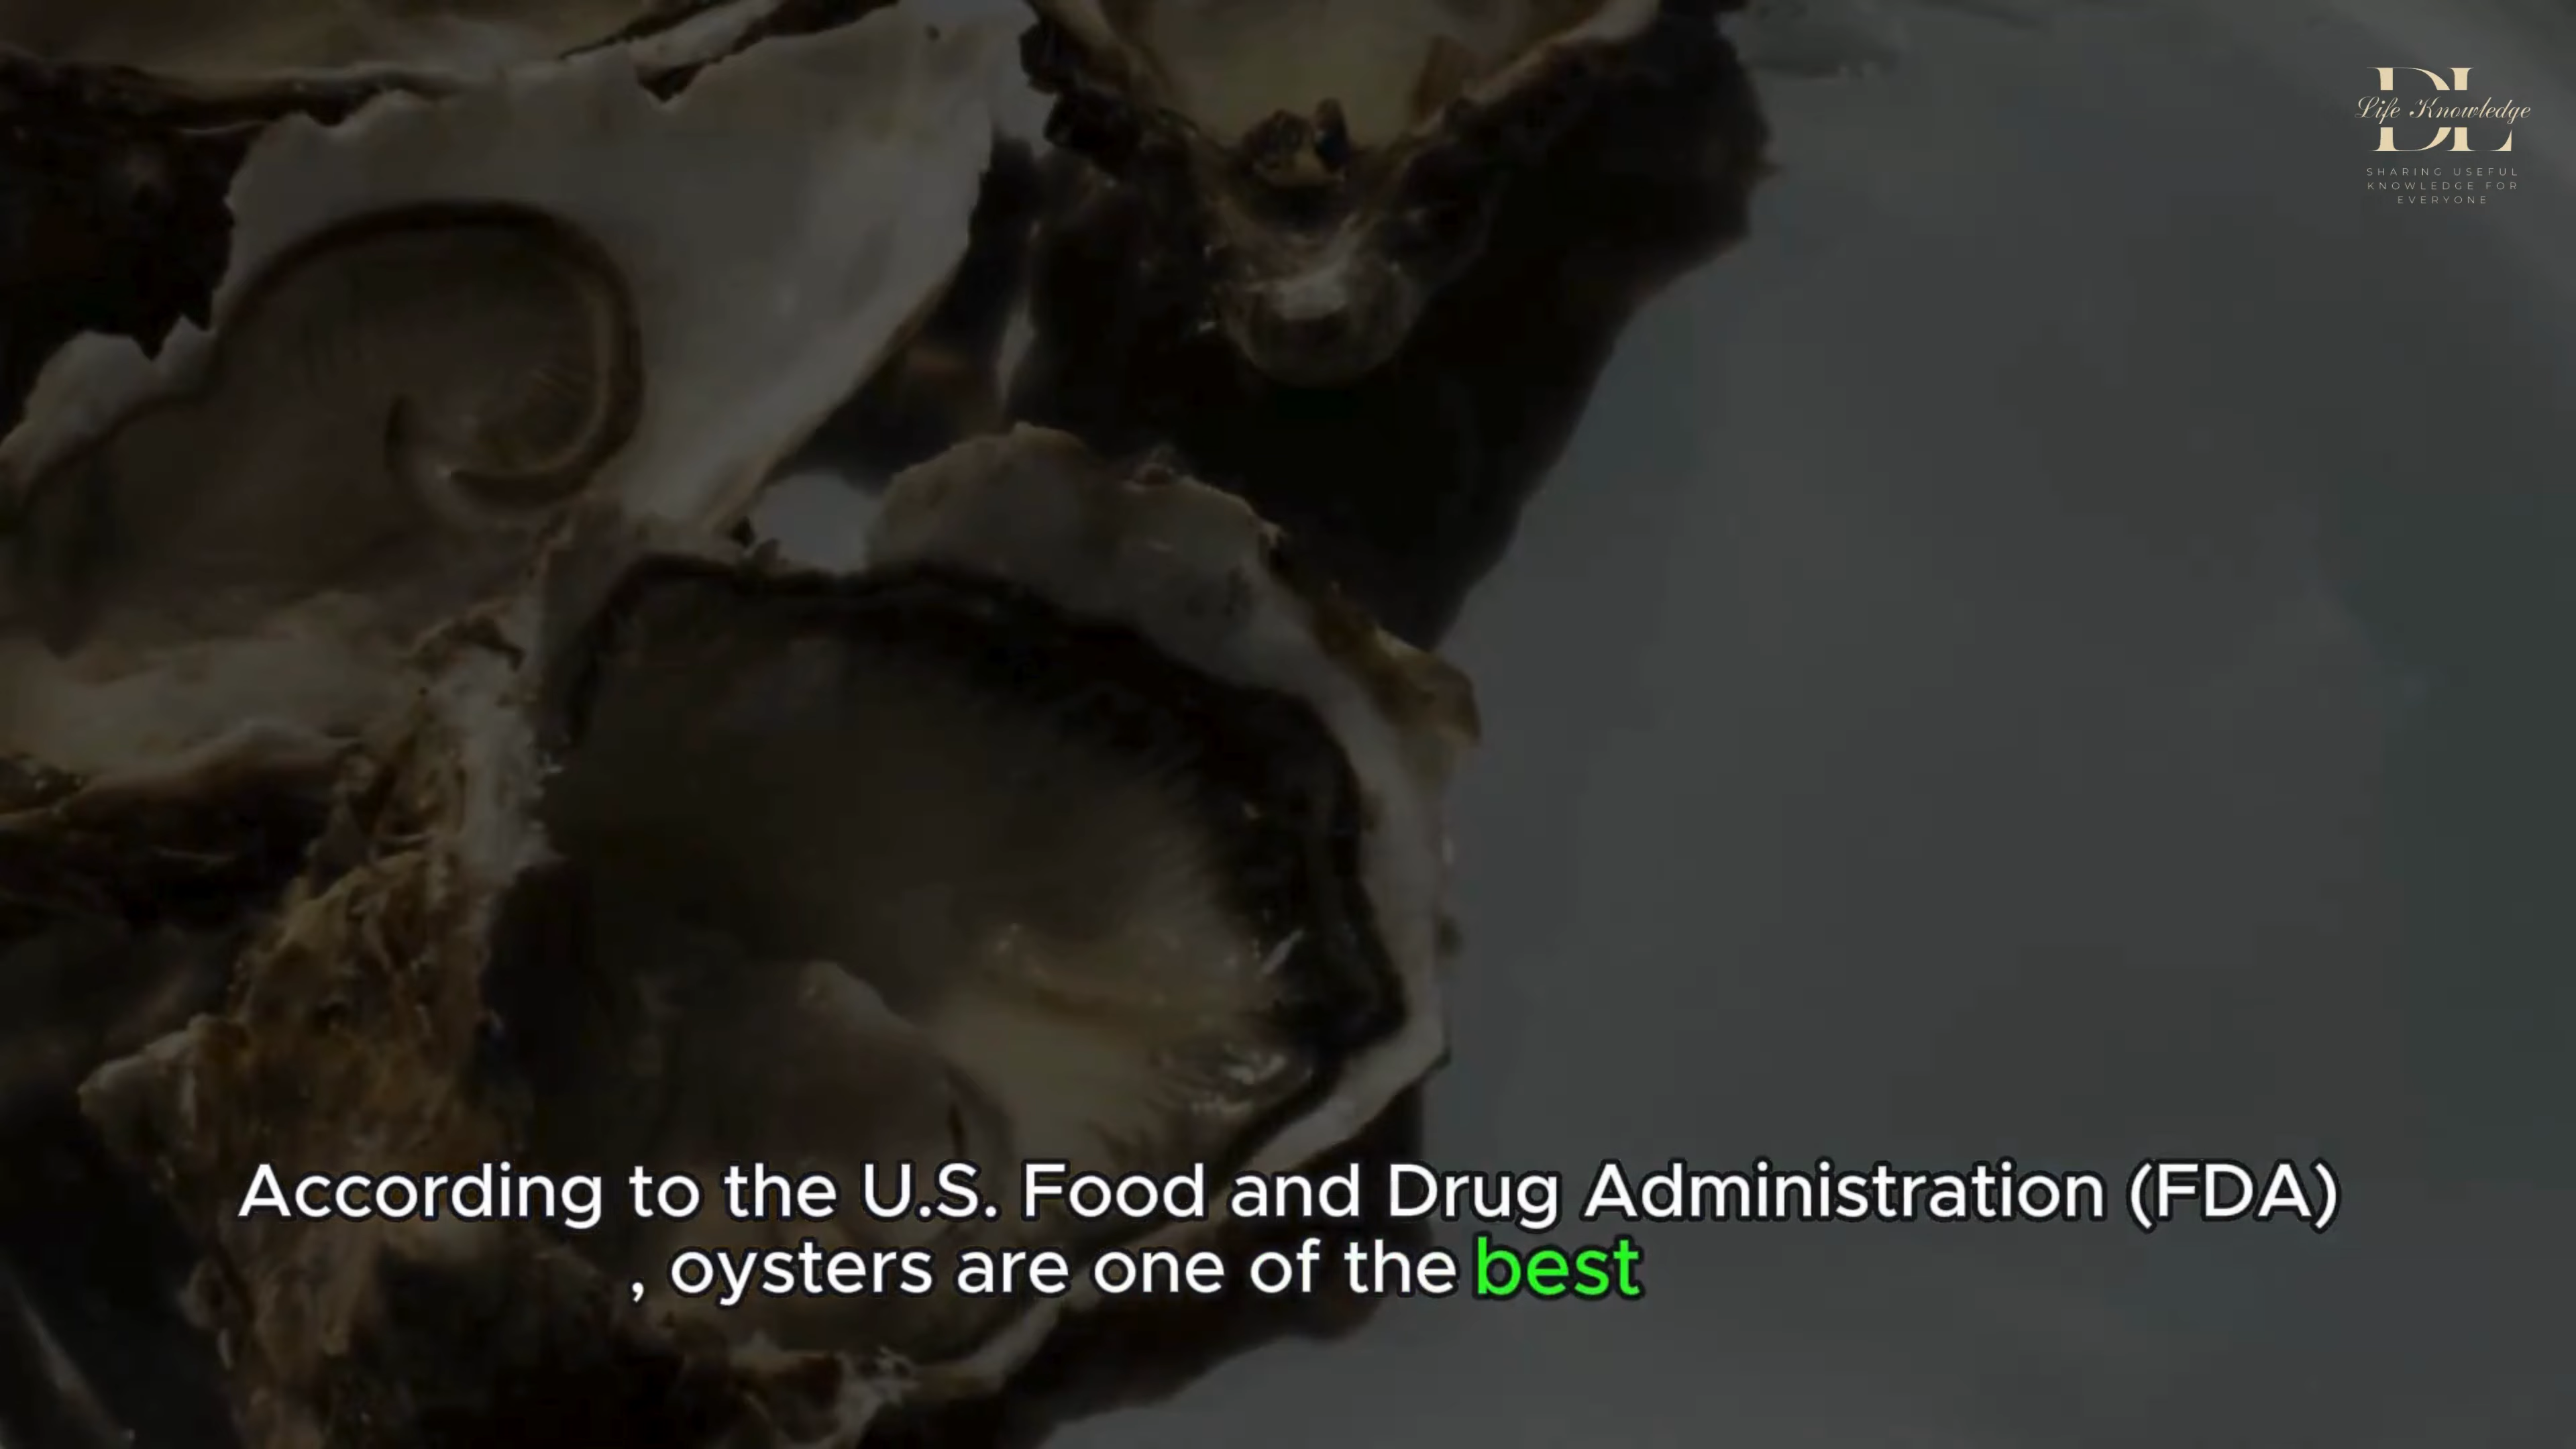 DL
Life Knowledge
SHARING USEFUL
KNOWLEDGE FOR
EVERYONE
According to the U.S. Food and Drug Administration (FDA)
, oysters are one of the best